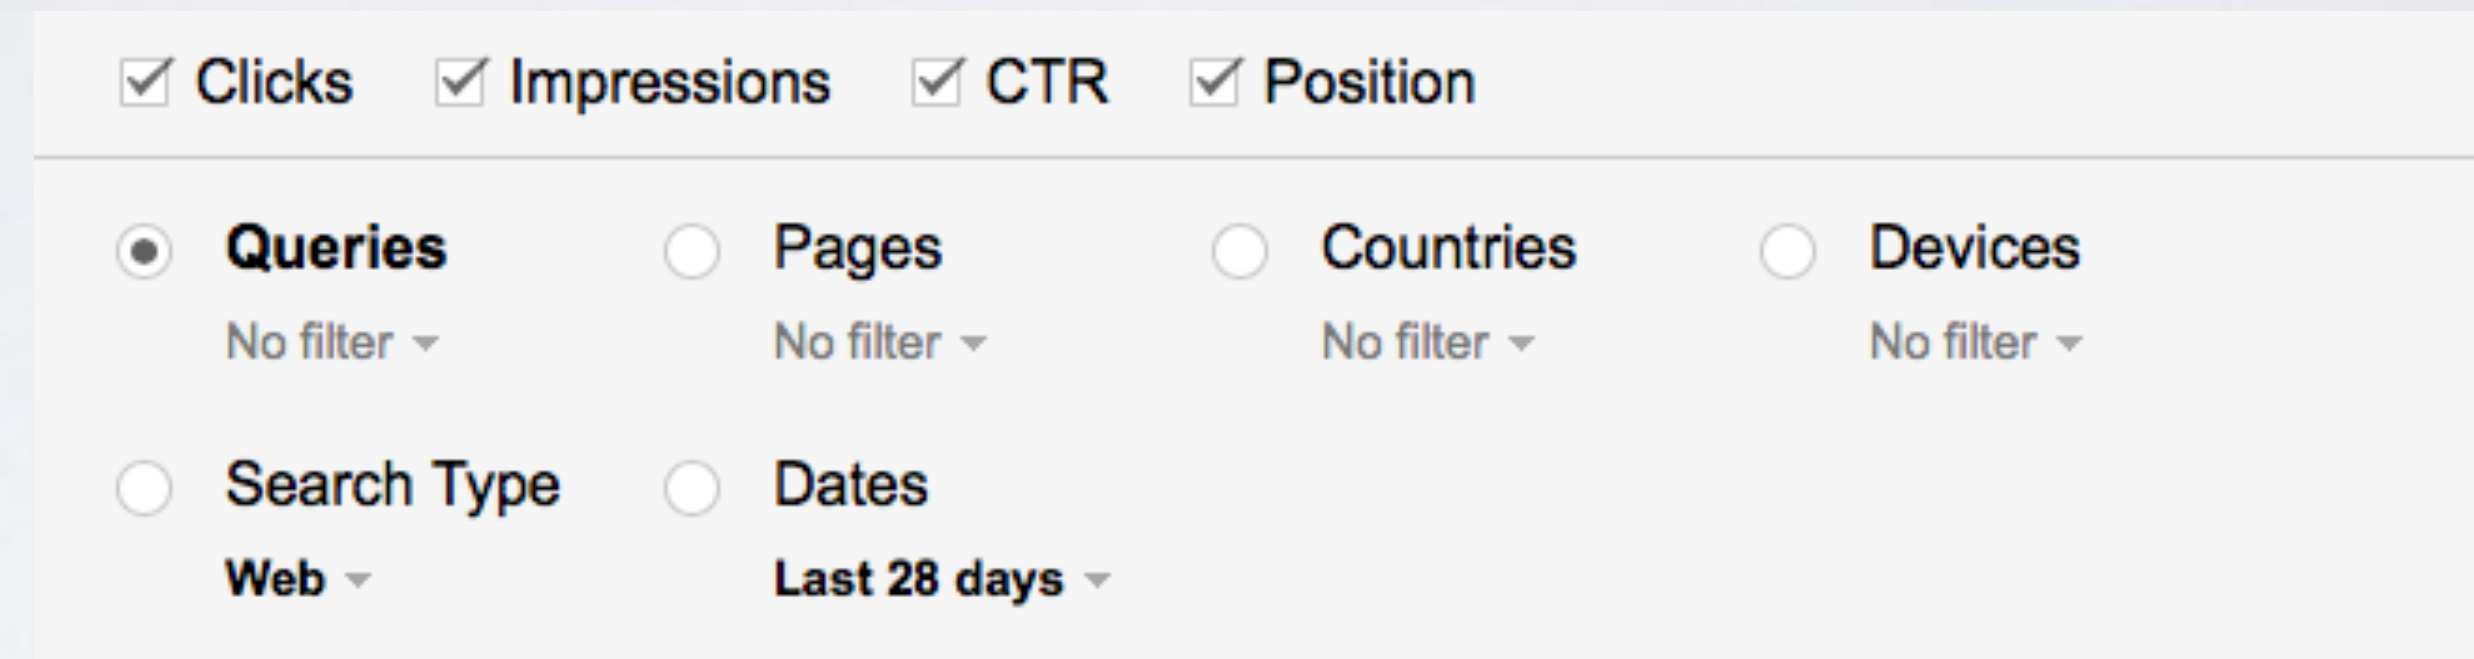 Clicks Impressions CTR Position
Queries Pages Countries Devices
No filter No filter No filter No filter
Search Type Dates
Web Last 28 days